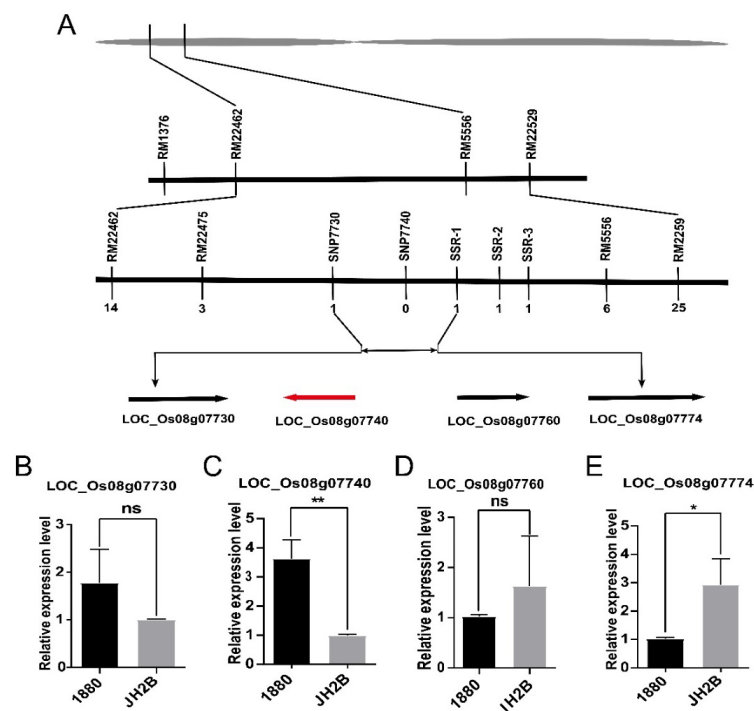 A
RM1376
RM22462
RM5556
RM22529
RM22462
RM22475
SNP7730
SNP7740
SSR-1
SSR-2
SSR-3
RM5556
RM2259
14
3
1
0
1
1
1
6
25
LOC_Os08g07730
LOC_Os08g07740
LOC_Os08g07760
LOC_Os08g07774
B
LOC_Os08g07730
ns
Relative expression level
3
2
1
0
1880
JH2B
C
LOC_Os08g07740
**
Relative expression level
5
4
3
2
1
0
1880
JH2B
D
LOC_Os08g07760
ns
Relative expression level
3
2
1
0
1880
IH2B
E
LOC_Os08g07774
*
Relative expression level
5
4
3
2
1
0
1880
JH2B